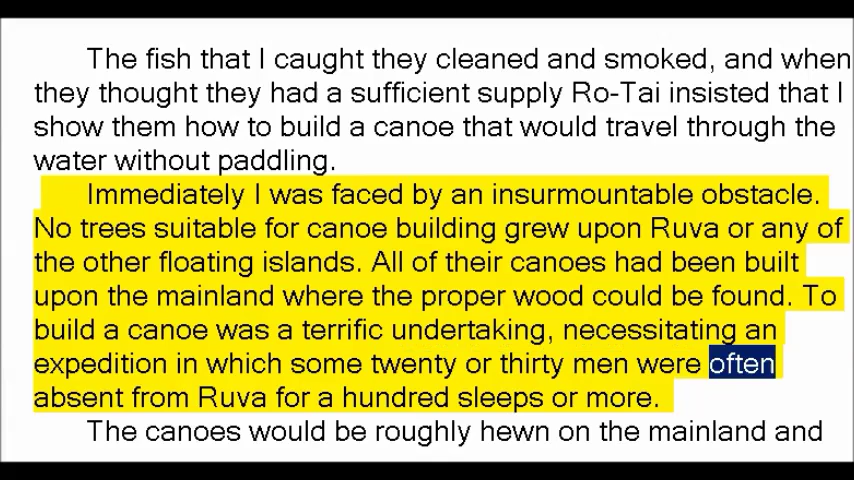 The fish that I caught they cleaned and smoked, and when
they thought they had a sufficient supply Ro-Tai insisted that I
show them how to build a canoe that would travel through the
water without paddling.
Immediately I was faced by an insurmountable obstacle.
No trees suitable for canoe building grew upon Ruva or any of
the other floating islands. All of their canoes had been built
upon the mainland where the proper wood could be found. To
build a canoe was a terrific undertaking, necessitating an
expedition in which some twenty or thirty men were often
absent from Ruva for a hundred sleeps or more.
The canoes would be roughly hewn on the mainland and